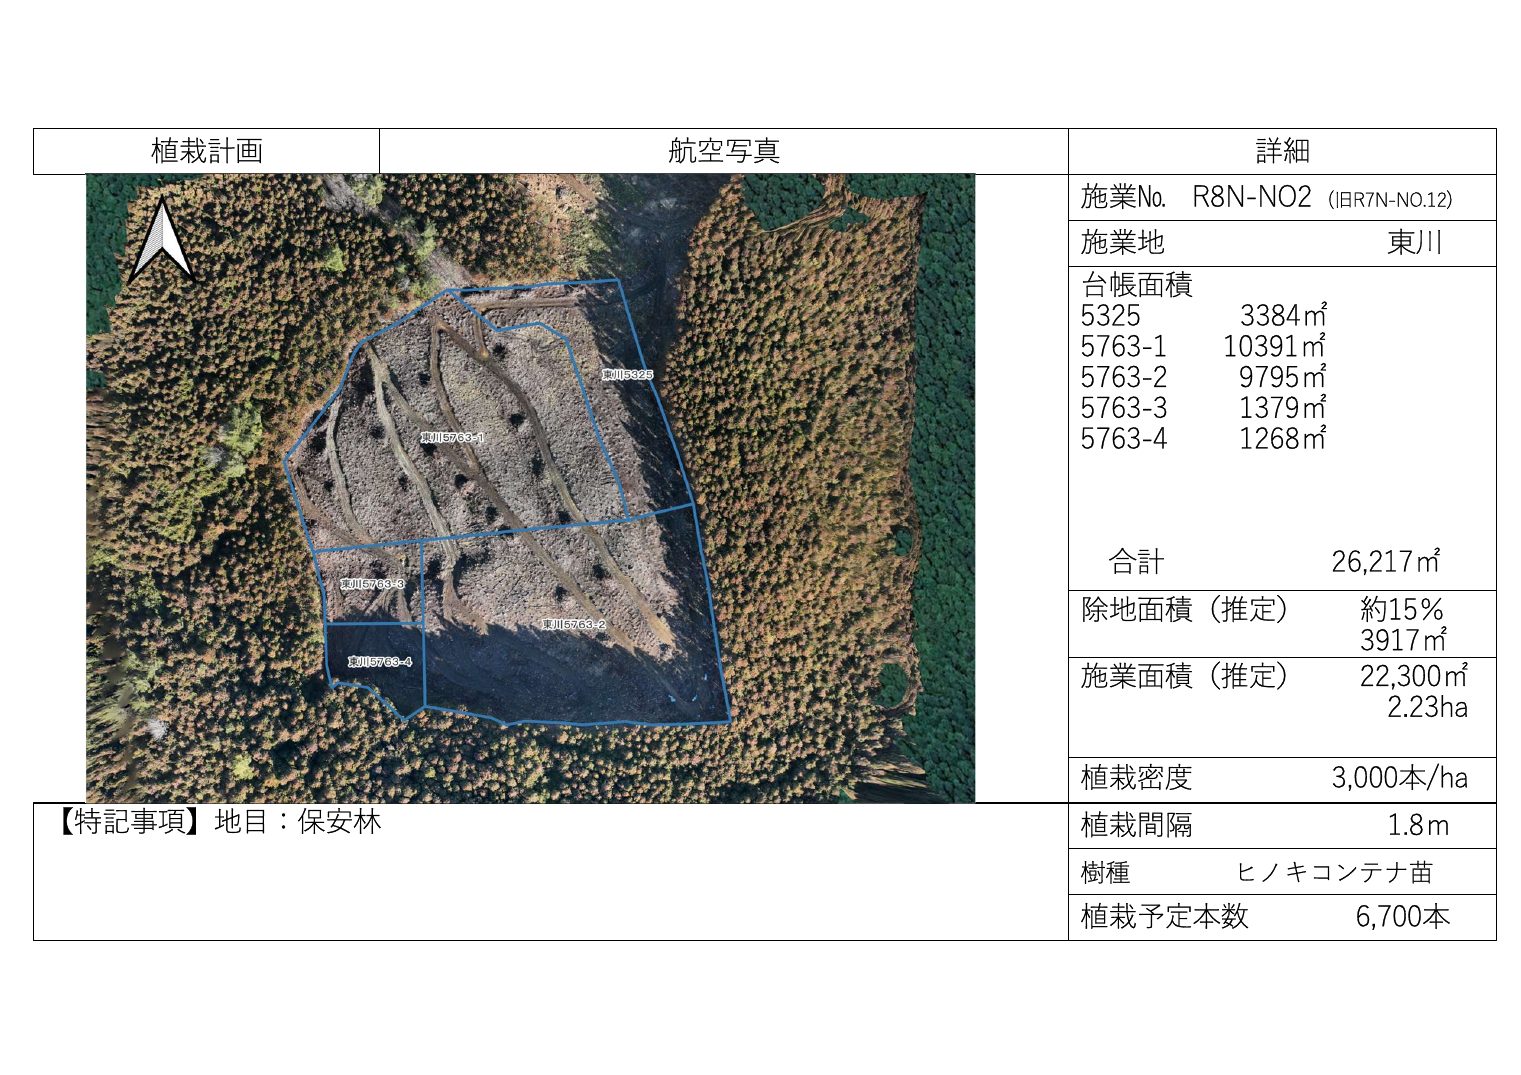 植栽計画
航空写真
詳細
東川5325
東川5763-1
東川5763-3
東川5763-2
東川5763-4
施業№ R8N-NO2 (旧R7N-NO.12)
施業地 東川
台帳面積
5325 3384㎡
5763-1 10391㎡
5763-2 9795㎡
5763-3 1379㎡
5763-4 1268㎡
合計 26,217㎡
除地面積（推定） 約15%
3917㎡
施業面積（推定） 22,300㎡
2.23ha
植栽密度 3,000本/ha
植栽間隔 1.8m
樹種 ヒノキコンテナ苗
植栽予定本数 6,700本
【特記事項】地目：保安林